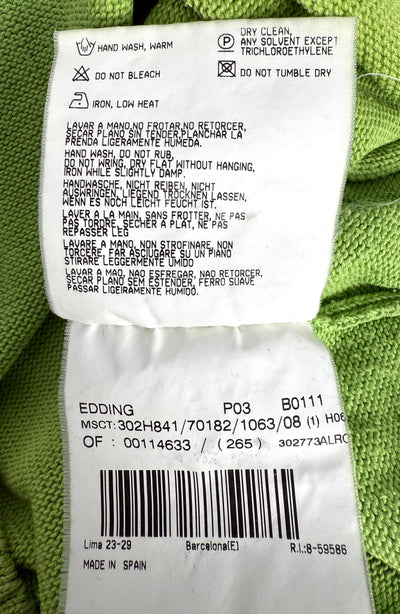 HAND WASH, WARM
DO NOT BLEACH
IRON, LOW HEAT
DRY CLEAN,
ANY SOLVENT EXCEPT
TRICHLOROETHYLENE
DO NOT TUMBLE DRY
LAVAR A MANO,NO FROTAR,NO RETORCER,
SECAR PLANO SIN TENDER,PLANCHAR LA
PRENDA LIGERAMENTE HUMEDA.
HAND WASH, DO NOT RUB,
DO NOT WRING, DRY FLAT WITHOUT HANGING,
IRON WHILE SLIGHTLY DAMP.
HANDWASCHE, NICHT REIBEN, NICHT
AUSWRINGEN, LIEGEND TROCKNEN LASSEN,
WENN ES NOCH LEICHT FEUCHT IST.
LAVER A LA MAIN, SANS FROTTER, NE PAS
PAS TORDRE, SECHER A PLAT, NE PAS
REPASSER LEG
LAVARE A MANO, NON STROFINARE, NON
TORCERE, FAR ASCIUGARE SU UN PIANO
STIRARE LEGGERMENTE UMIDO
LAVAR A MAO, NAO ESFREGAR, NAO RETORCER,
SECAR PLANO SEM ESTENDER, FERRO SUAVE
PASSAR LIGEIRAMENTE HUMIDO.
EDDING P03 B0111
MSCT:302H841/70182/1063/08 (1) H06
OF : 00114633 / (265) 302773ALRO
Lima 23-29 Barcelona(E) R.I.:8-59586
MADE IN SPAIN